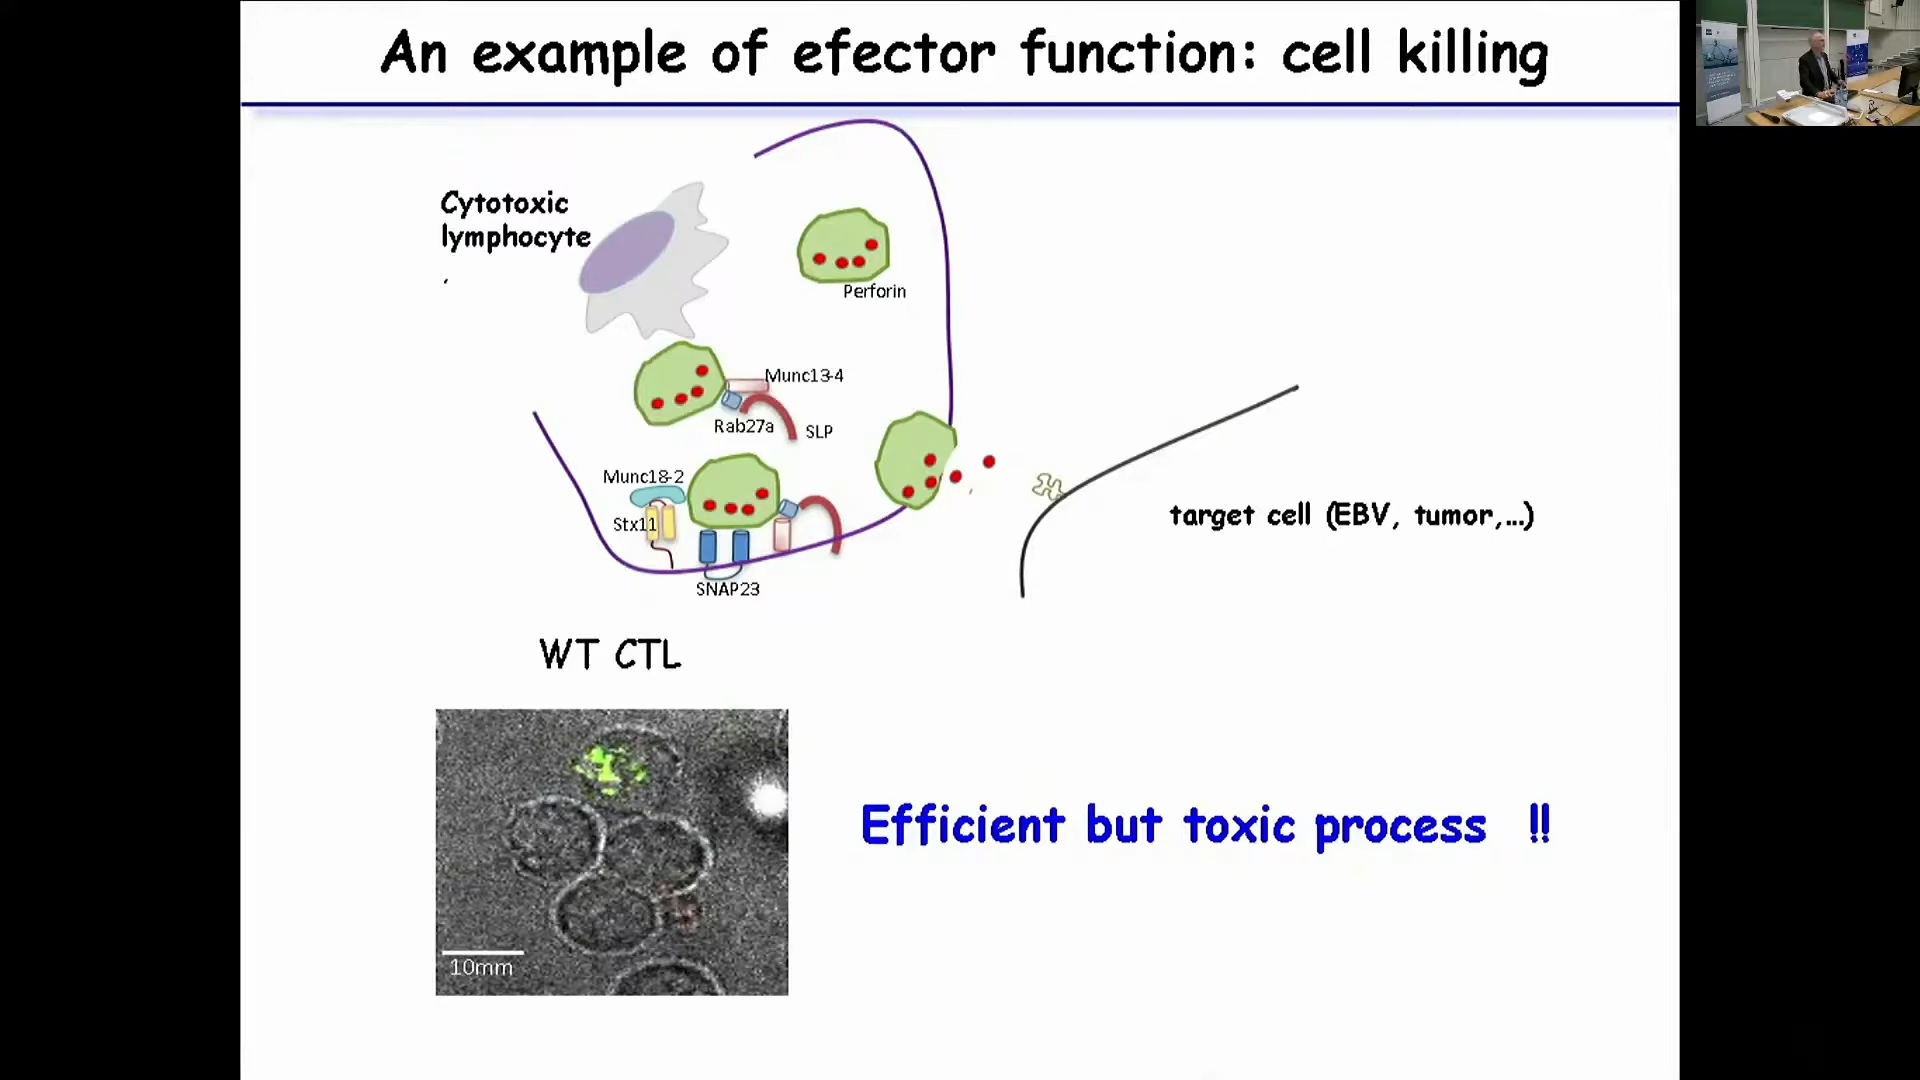 An example of efector function: cell killing
Cytotoxic
lymphocyte
,
Perforin
Munc13-4
Rab27a
SLP
Munc18-2
Stx11
SNAP23
target cell (EBV, tumor,...)
WT CTL
10mm
Efficient but toxic process !!